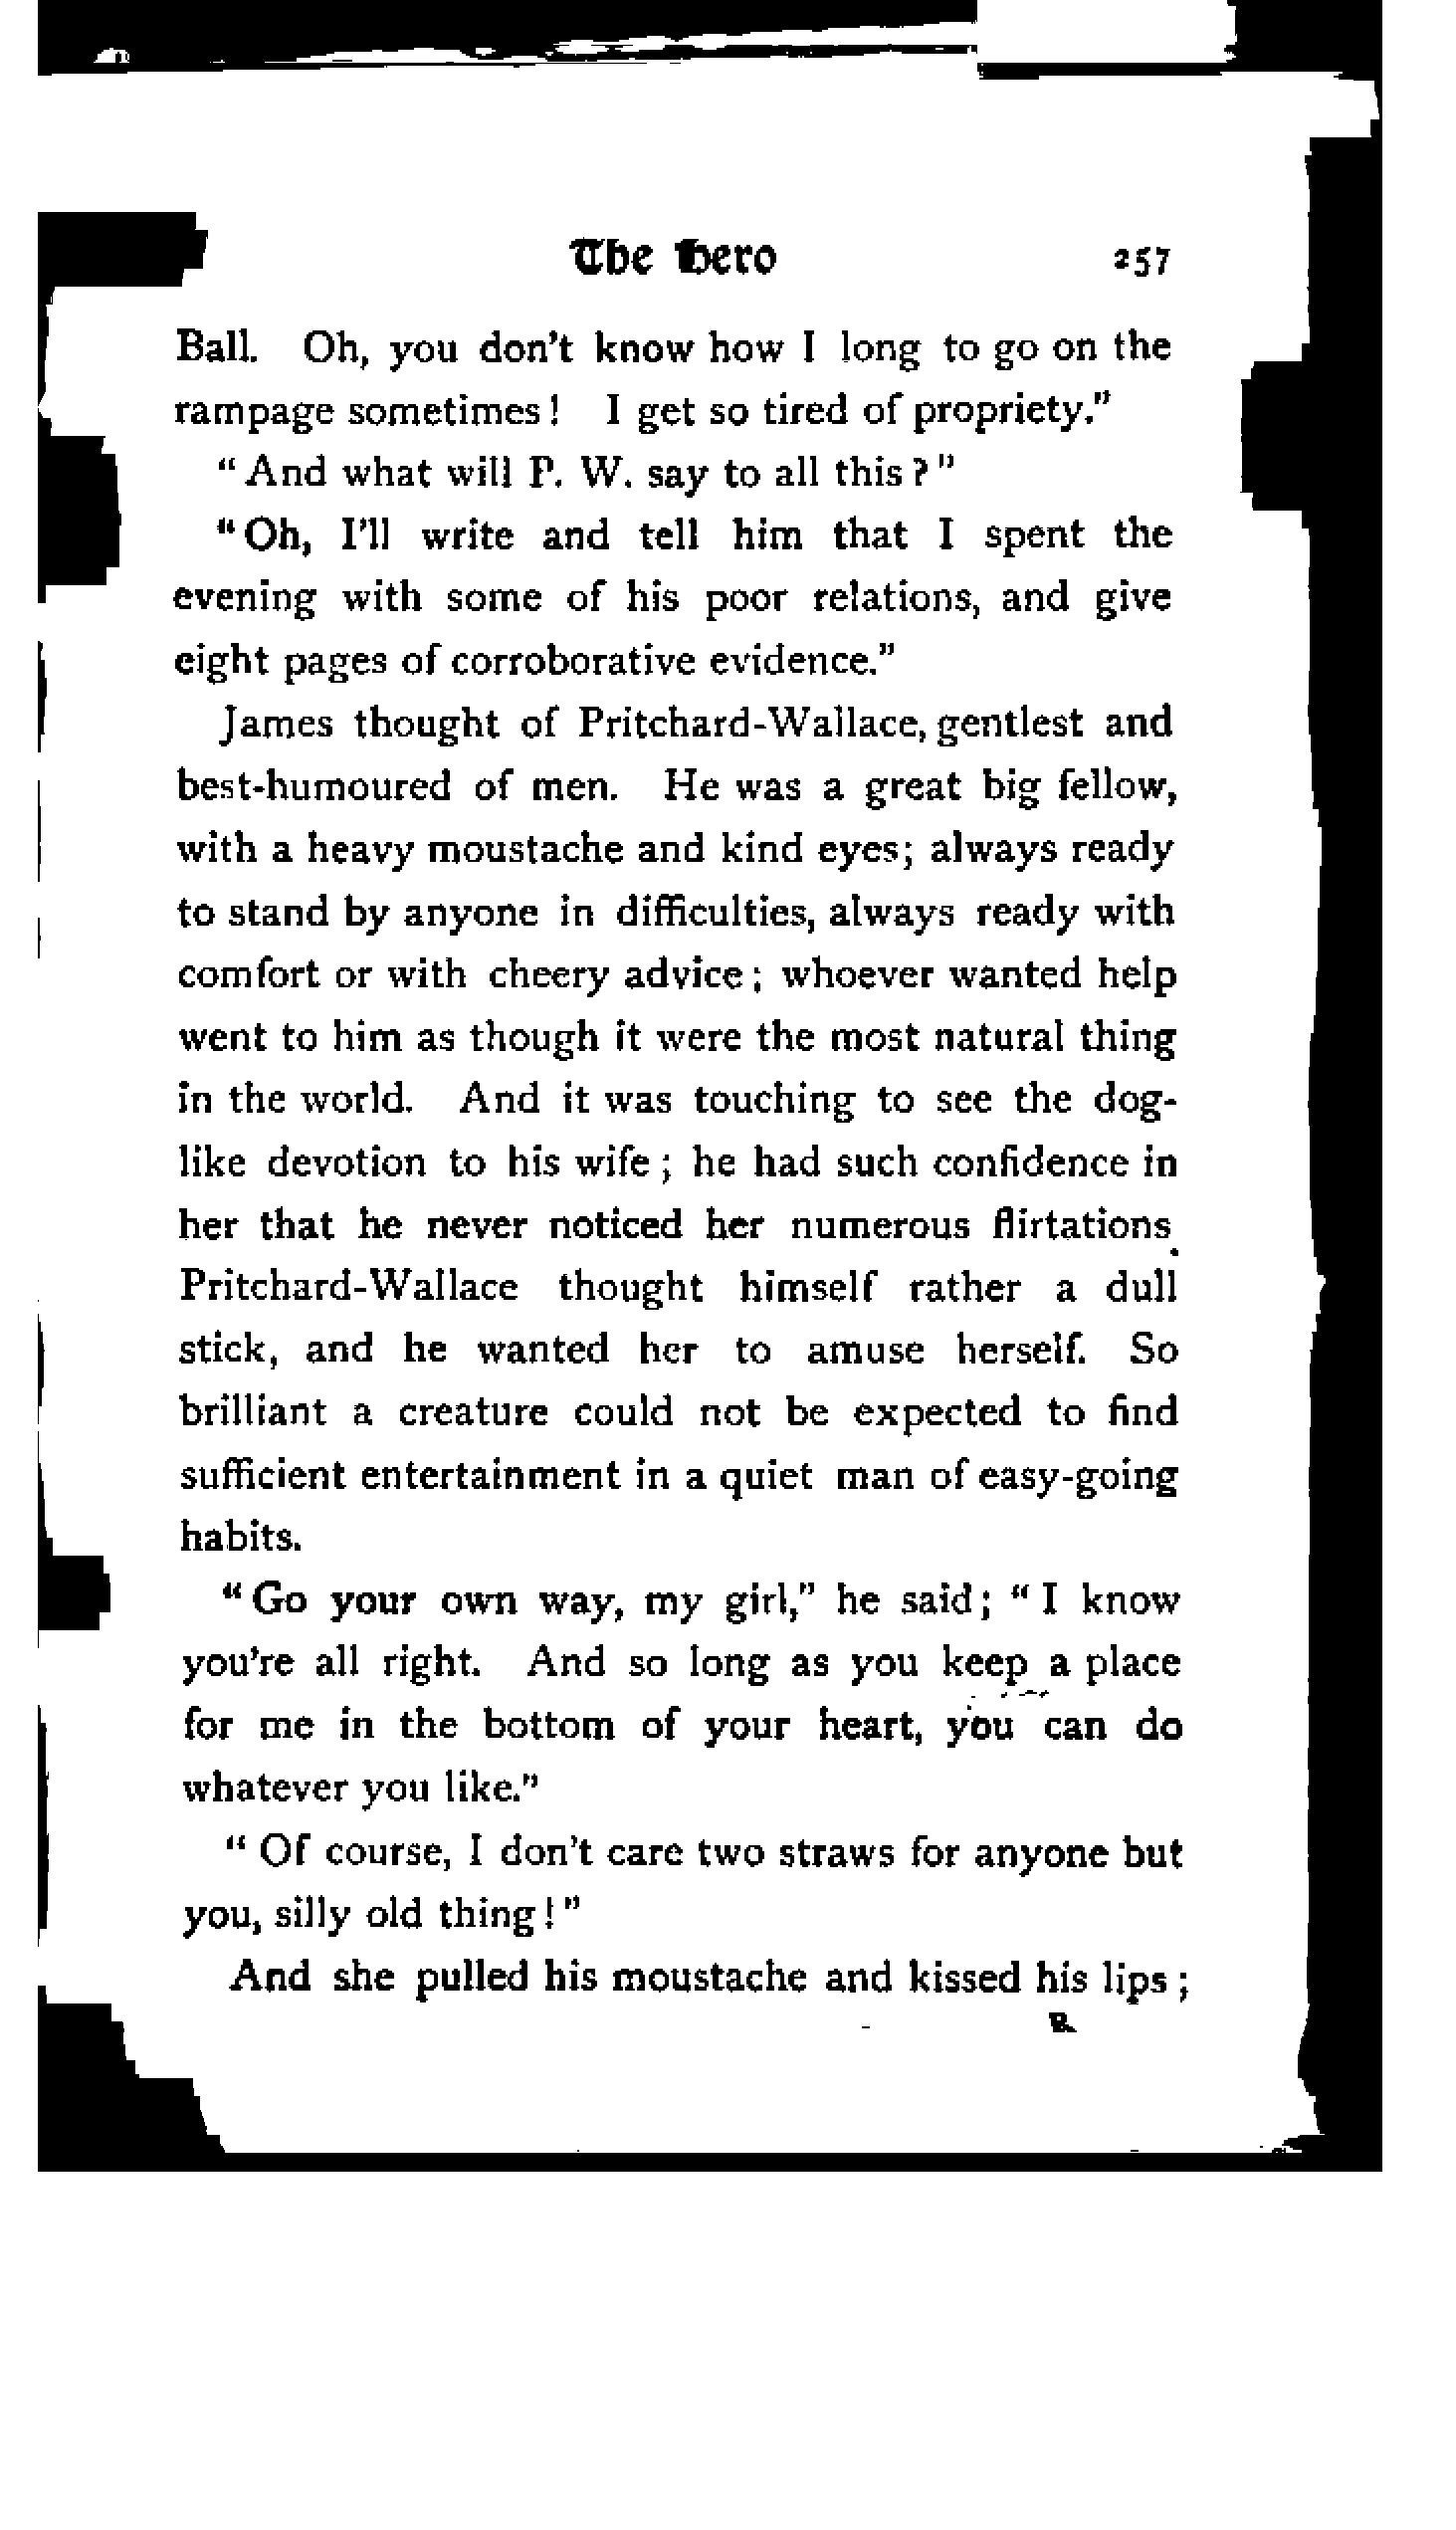 The Hero 257
Ball. Oh, you don't know how I long to go on the
rampage sometimes! I get so tired of propriety."
"And what will P. W. say to all this?"
"Oh, I'll write and tell him that I spent the
evening with some of his poor relations, and give
eight pages of corroborative evidence."
James thought of Pritchard-Wallace, gentlest and
best-humoured of men. He was a great big fellow,
with a heavy moustache and kind eyes; always ready
to stand by anyone in difficulties, always ready with
comfort or with cheery advice; whoever wanted help
went to him as though it were the most natural thing
in the world. And it was touching to see the dog-
like devotion to his wife; he had such confidence in
her that he never noticed her numerous flirtations.
Pritchard-Wallace thought himself rather a dull
stick, and he wanted her to amuse herself. So
brilliant a creature could not be expected to find
sufficient entertainment in a quiet man of easy-going
habits.
"Go your own way, my girl," he said; "I know
you're all right. And so long as you keep a place
for me in the bottom of your heart, you can do
whatever you like."
"Of course, I don't care two straws for anyone but
you, silly old thing!"
And she pulled his moustache and kissed his lips;
R